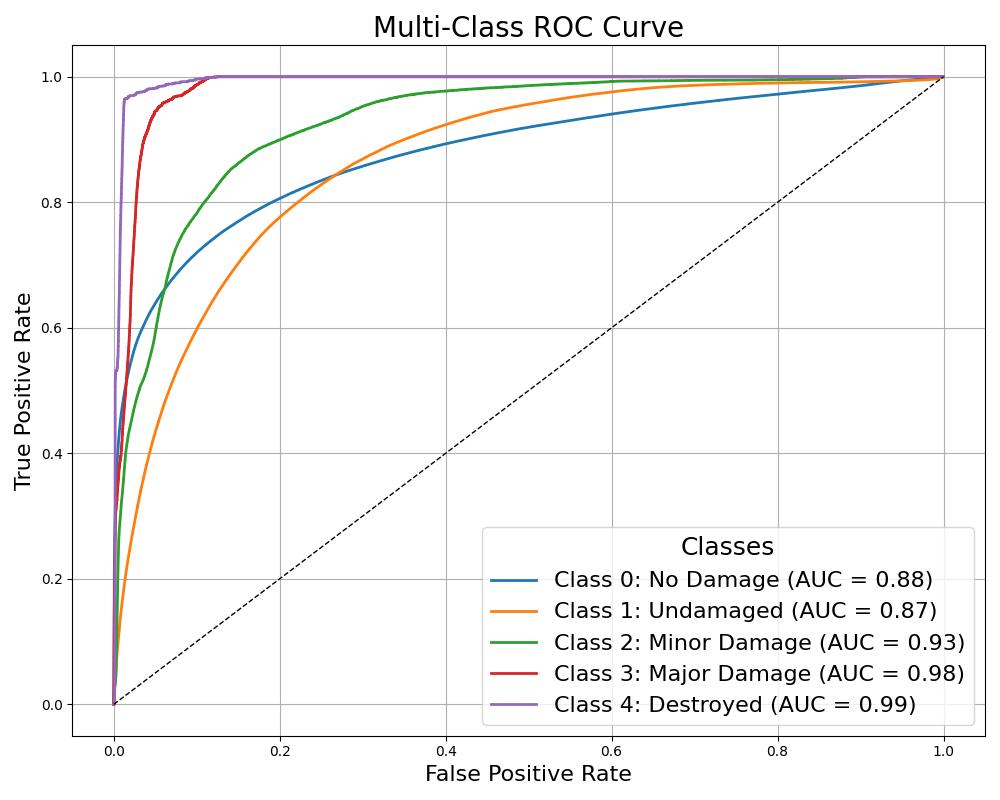 Multi-Class ROC Curve
True Positive Rate
1.0
0.8
0.6
0.4
0.2
0.0
0.0 0.2 0.4 0.6 0.8 1.0
False Positive Rate
Classes
Class 0: No Damage (AUC = 0.88)
Class 1: Undamaged (AUC = 0.87)
Class 2: Minor Damage (AUC = 0.93)
Class 3: Major Damage (AUC = 0.98)
Class 4: Destroyed (AUC = 0.99)